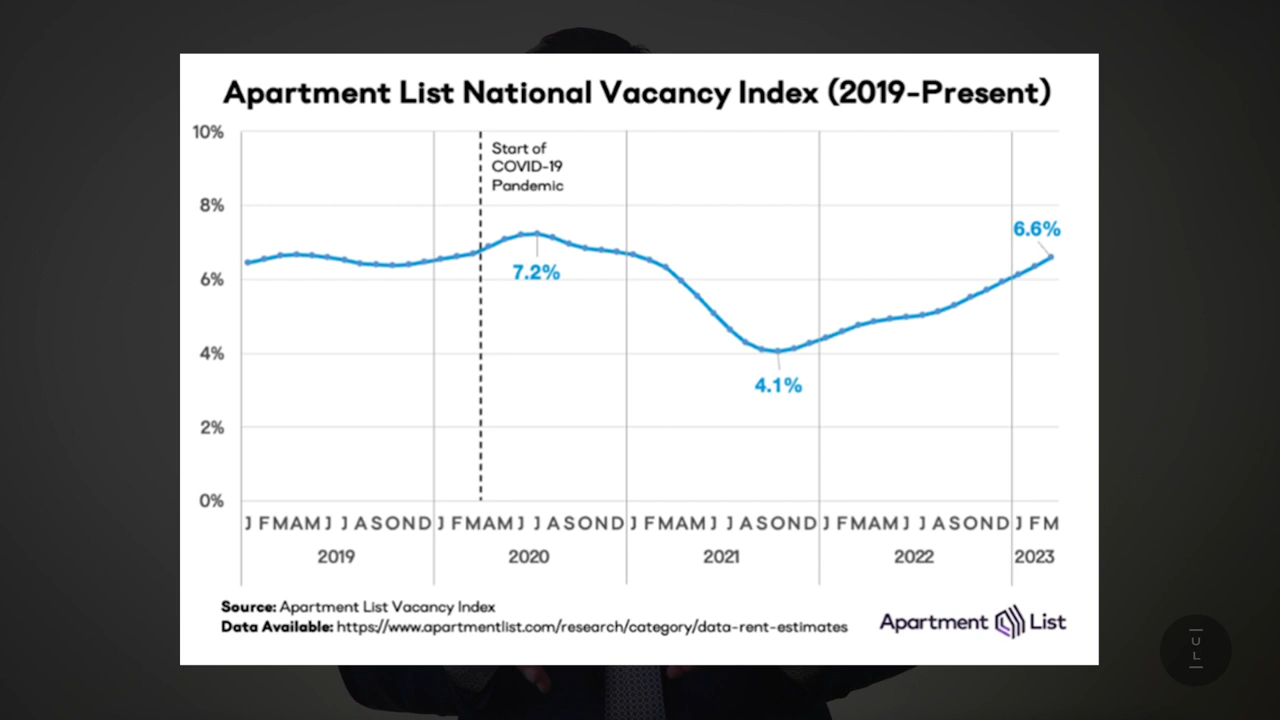 Apartment List National Vacancy Index (2019-Present)
10%
8%
6%
4%
2%
0%
Start of
COVID-19
Pandemic
7.2%
4.1%
6.6%
J F M A M J J A S O N D J F M A M J J A S O N D J F M A M J J A S O N D J F M A M J J A S O N D J F M
2019 2020 2021 2022 2023
Source: Apartment List Vacancy Index
Data Available: https://www.apartmentlist.com/research/category/data-rent-estimates
Apartment List
U
L